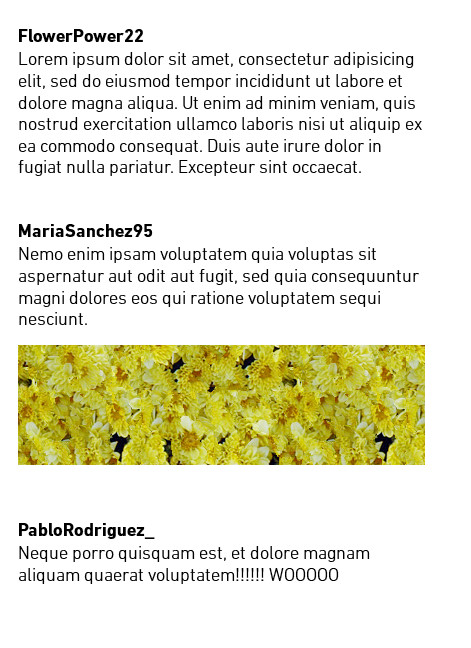 FlowerPower22
Lorem ipsum dolor sit amet, consectetur adipisicing
elit, sed do eiusmod tempor incididunt ut labore et
dolore magna aliqua. Ut enim ad minim veniam, quis
nostrud exercitation ullamco laboris nisi ut aliquip ex
ea commodo consequat. Duis aute irure dolor in
fugiat nulla pariatur. Excepteur sint occaecat.
MariaSanchez95
Nemo enim ipsam voluptatem quia voluptas sit
aspernatur aut odit aut fugit, sed quia consequuntur
magni dolores eos qui ratione voluptatem sequi
nesciunt.
PabloRodriguez_
Neque porro quisquam est, et dolore magnam
aliquam quaerat voluptatem!!!!!! WOOOOO